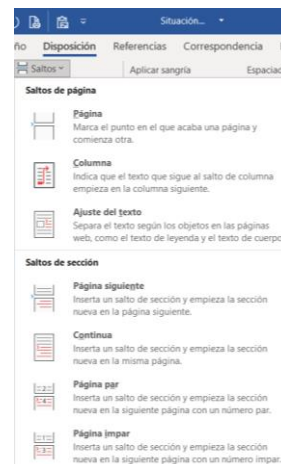 Situación...
ño Disposición Referencias Correspondencia
Saltos Aplicar sangría Espaciad
Saltos de página
Página
Marca el punto en el que acaba una página y
comienza otra.
Columna
Indica que el texto que sigue al salto de columna
empieza en la columna siguiente.
Ajuste del texto
Separa el texto según los objetos en las páginas
web, como el texto de leyenda y el texto de cuerpo
Saltos de sección
Página siguiente
Inserta un salto de sección y empieza la sección
nueva en la página siguiente.
Continua
Inserta un salto de sección y empieza la sección
nueva en la misma página.
Página par
Inserta un salto de sección y empieza la sección
nueva en la siguiente página con un número par.
Página impar
Inserta un salto de sección y empieza la sección
nueva en la siguiente página con un número impar.